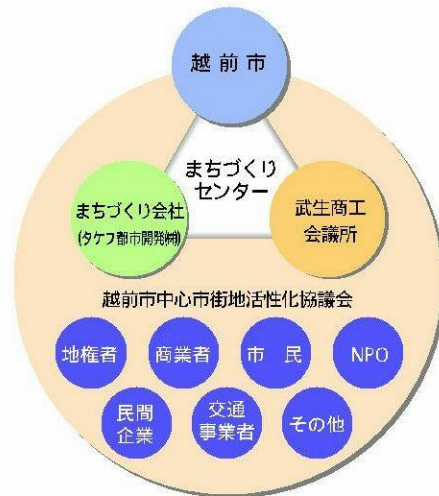 越前市
まちづくり
センター
まちづくり会社
(タケフ都市開発㈱)
武生商工
会議所
越前市中心市街地活性化協議会
地権者
商業者
市　民
NPO
民間
企業
交通
事業者
その他